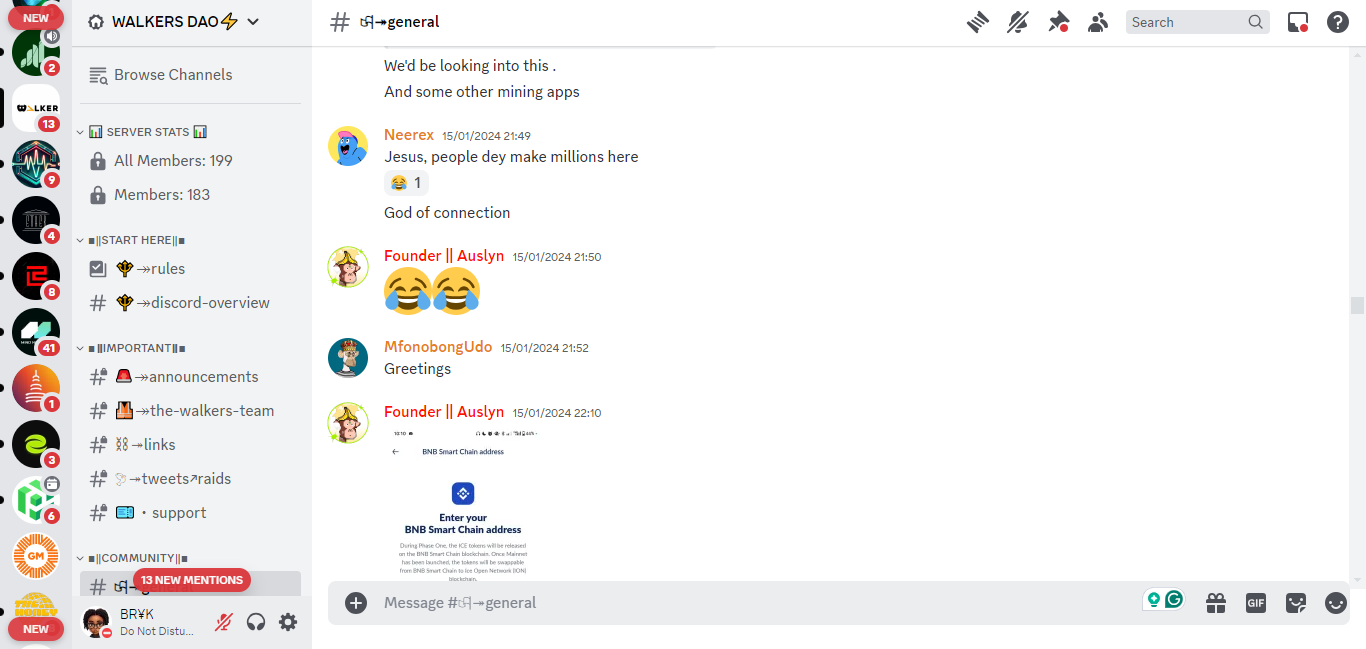 NEW
2
WALKER
13
9
4
8
41
1
3
6
GM
NEW
WALKERS DAO⚡
Browse Channels
📊 SERVER STATS 📊
All Members: 199
Members: 183
■||START HERE||■
↠rules
↠discord-overview
■||IMPORTANT||■
🚨↠announcements
🦺↠the-walkers-team
⛓↠links
🕊↠tweets↗raids
🎫・support
■||COMMUNITY||■
13 NEW MENTIONS
BR¥K
Do Not Distu...
↠general
Search
We'd be looking into this .
And some other mining apps
Neerex 15/01/2024 21:49
Jesus, people dey make millions here
😂 1
God of connection
Founder || Auslyn 15/01/2024 21:50
😂😂
MfonobongUdo 15/01/2024 21:52
Greetings
Founder || Auslyn 15/01/2024 22:10
10:10
← BNB Smart Chain address
Enter your
BNB Smart Chain address
During Phase One, the ICE tokens will be released
on the BNB Smart Chain blockchain. Once Mainnet
has been launched, the tokens will be swappable
from BNB Smart Chain to Ice Open Network (ION)
blockchain.
Message #↠general
GIF